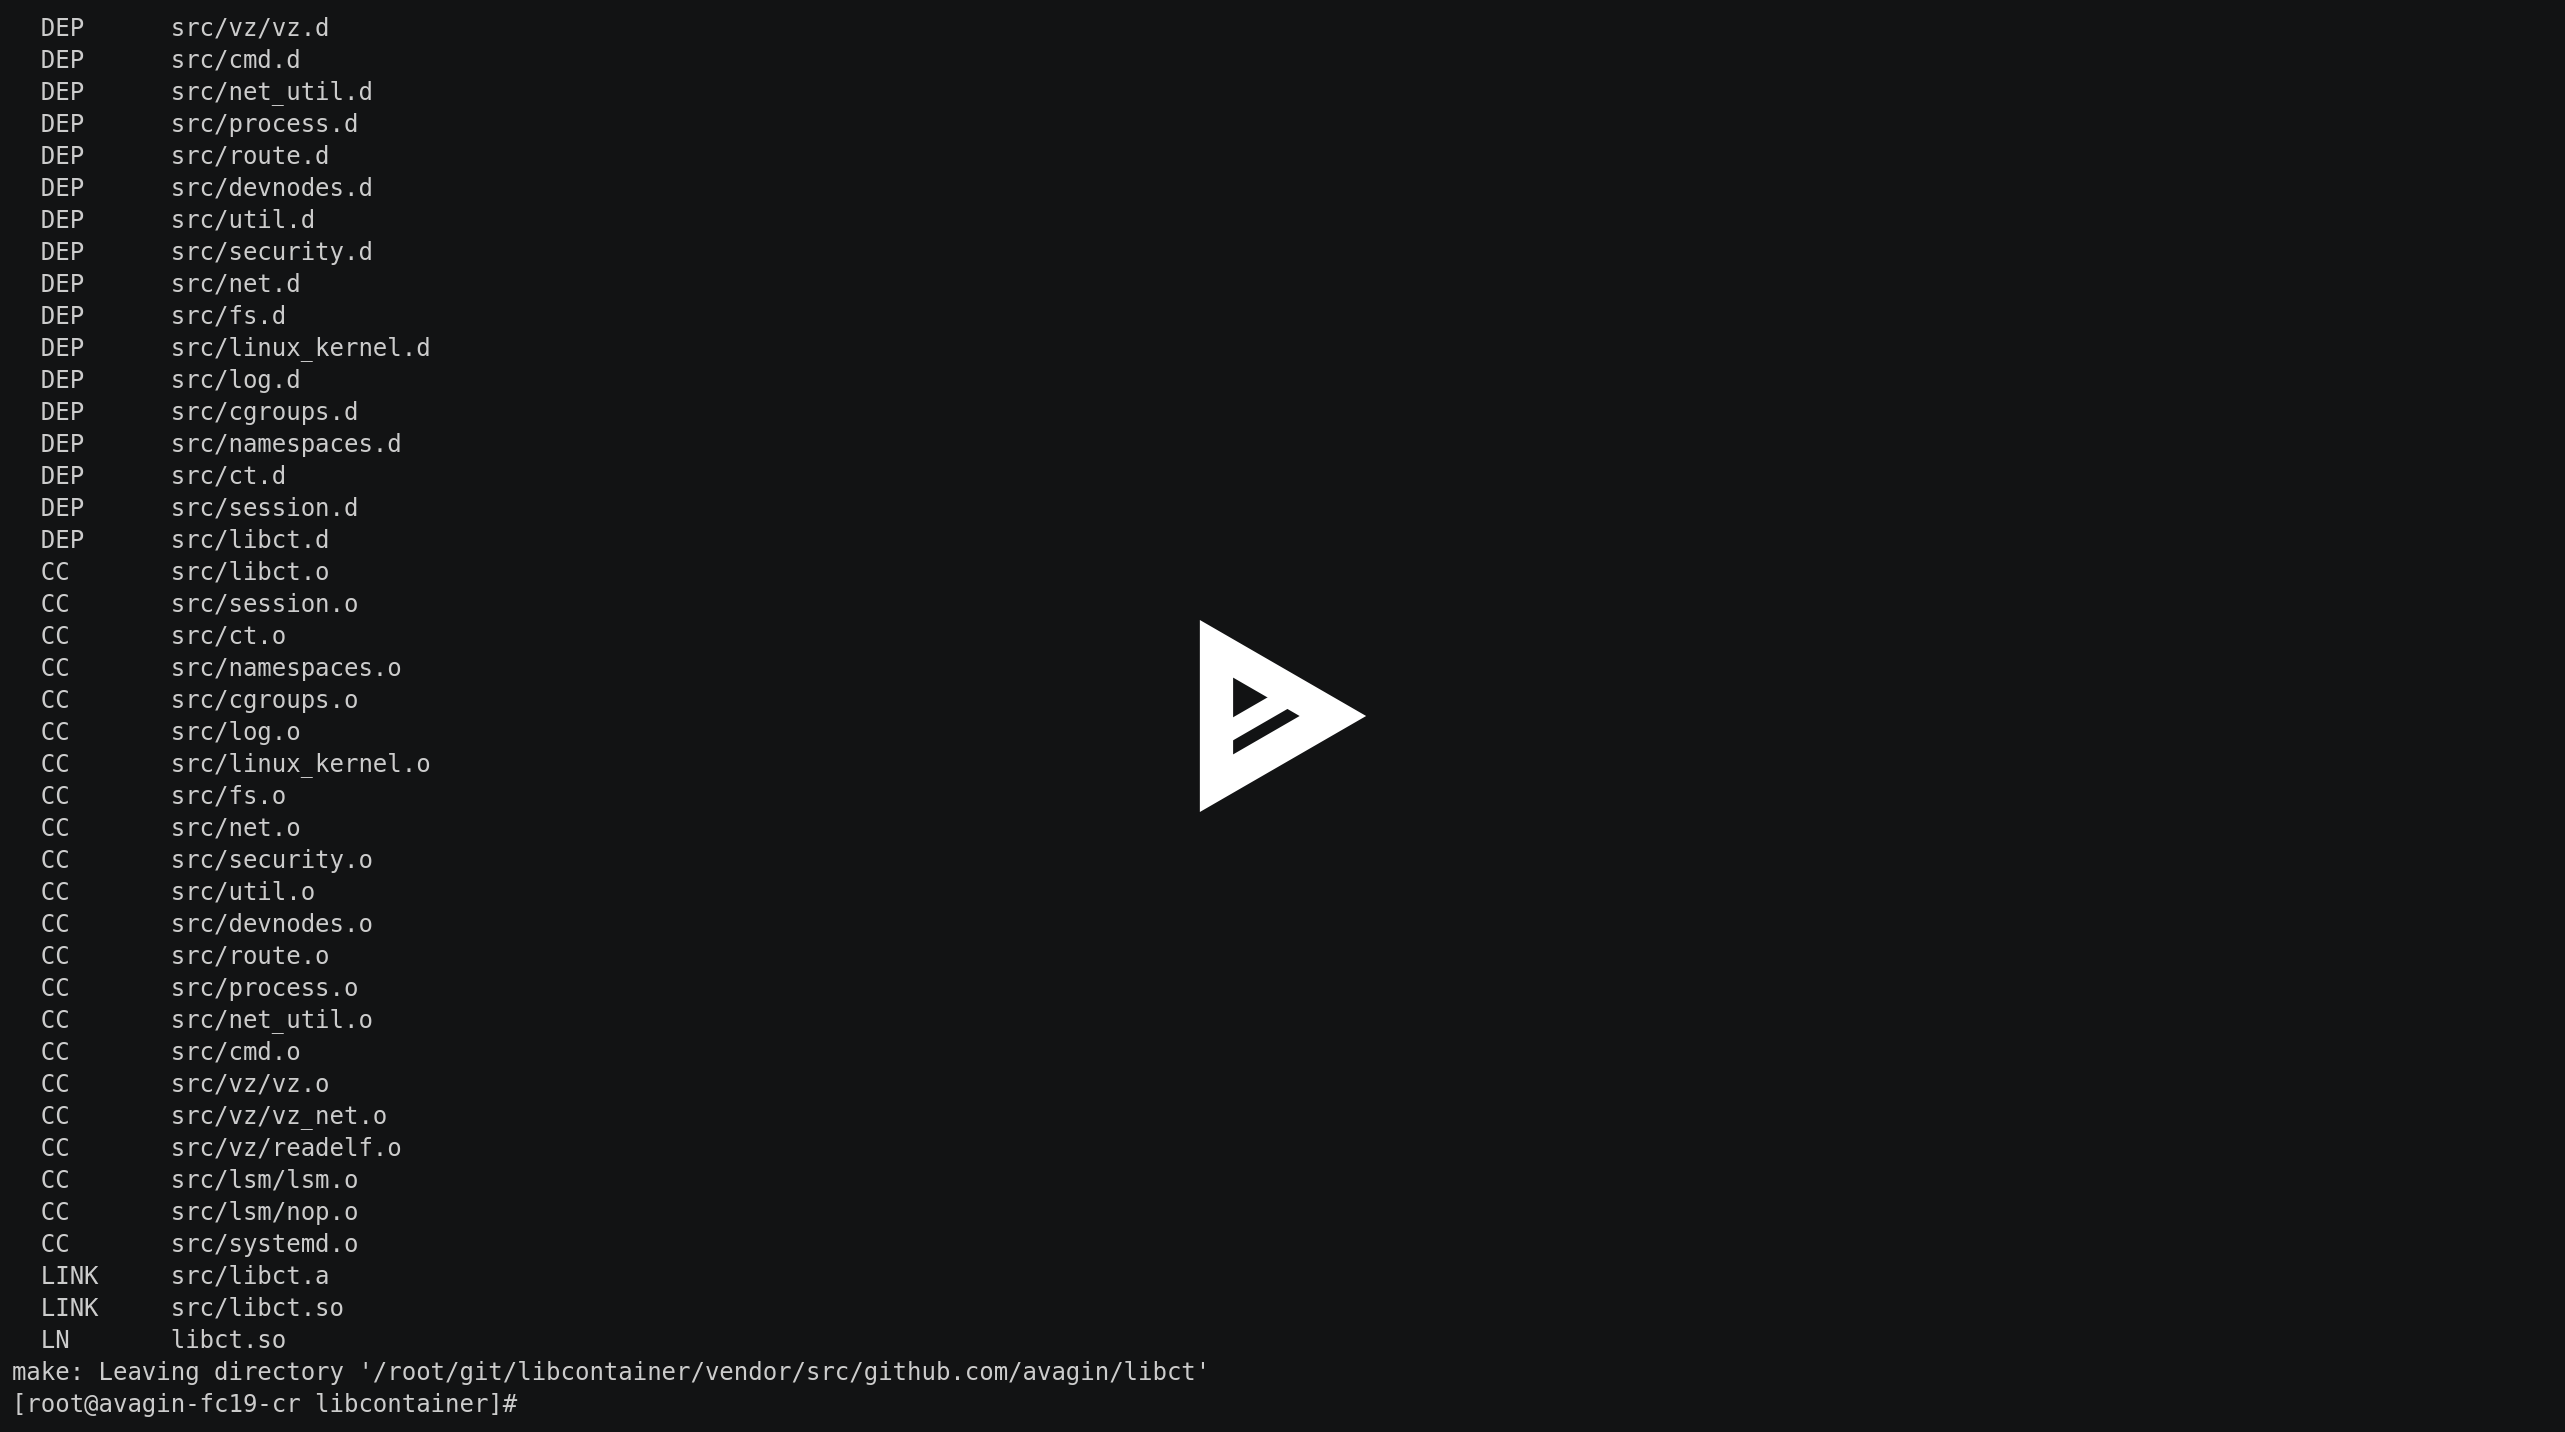 DEP      src/vz/vz.d
DEP      src/cmd.d
DEP      src/net_util.d
DEP      src/process.d
DEP      src/route.d
DEP      src/devnodes.d
DEP      src/util.d
DEP      src/security.d
DEP      src/net.d
DEP      src/fs.d
DEP      src/linux_kernel.d
DEP      src/log.d
DEP      src/cgroups.d
DEP      src/namespaces.d
DEP      src/ct.d
DEP      src/session.d
DEP      src/libct.d
CC       src/libct.o
CC       src/session.o
CC       src/ct.o
CC       src/namespaces.o
CC       src/cgroups.o
CC       src/log.o
CC       src/linux_kernel.o
CC       src/fs.o
CC       src/net.o
CC       src/security.o
CC       src/util.o
CC       src/devnodes.o
CC       src/route.o
CC       src/process.o
CC       src/net_util.o
CC       src/cmd.o
CC       src/vz/vz.o
CC       src/vz/vz_net.o
CC       src/vz/readelf.o
CC       src/lsm/lsm.o
CC       src/lsm/nop.o
CC       src/systemd.o
LINK     src/libct.a
LINK     src/libct.so
LN       libct.so
make: Leaving directory '/root/git/libcontainer/vendor/src/github.com/avagin/libct'
[root@avagin-fc19-cr libcontainer]#